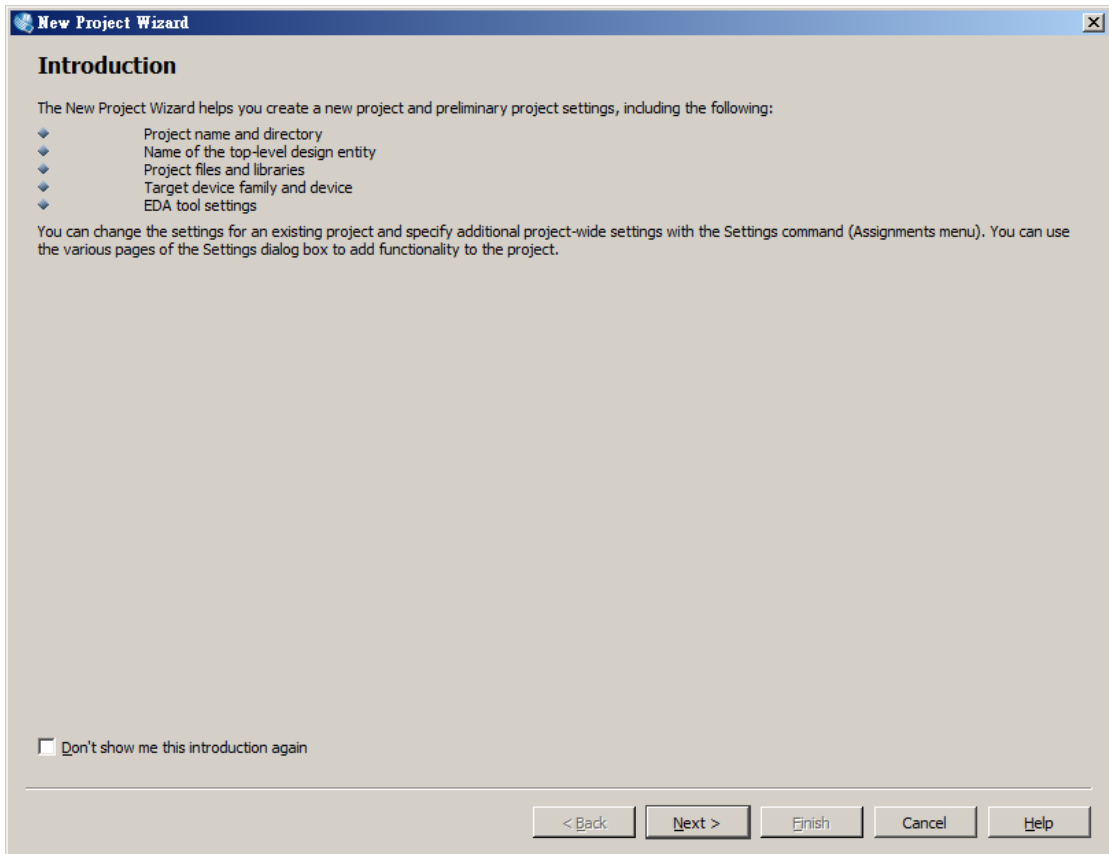 New Project Wizard
Introduction
The New Project Wizard helps you create a new project and preliminary project settings, including the following:
Project name and directory
Name of the top-level design entity
Project files and libraries
Target device family and device
EDA tool settings
You can change the settings for an existing project and specify additional project-wide settings with the Settings command (Assignments menu). You can use
the various pages of the Settings dialog box to add functionality to the project.
Don't show me this introduction again
< Back Next > Finish Cancel Help